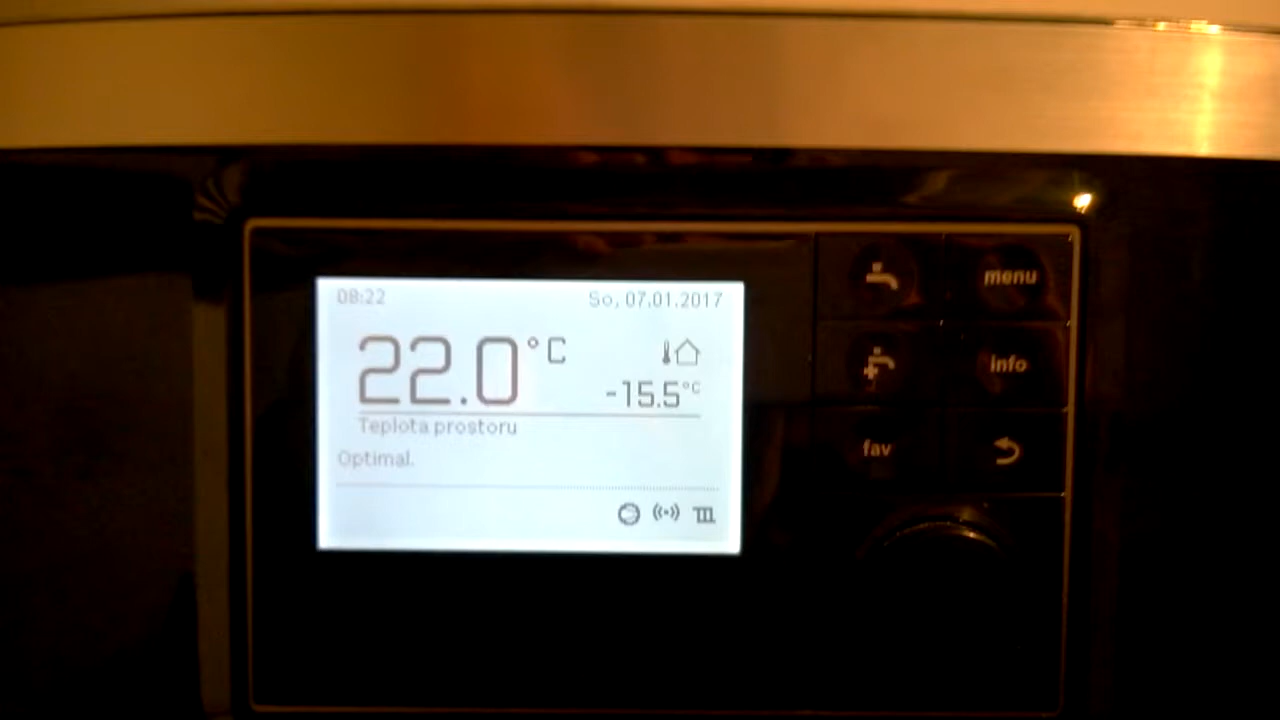 08:22 So, 07.01.2017
22.0 °C
-15.5°C
Teplota prostoru
Optimal.
menu
info
fav